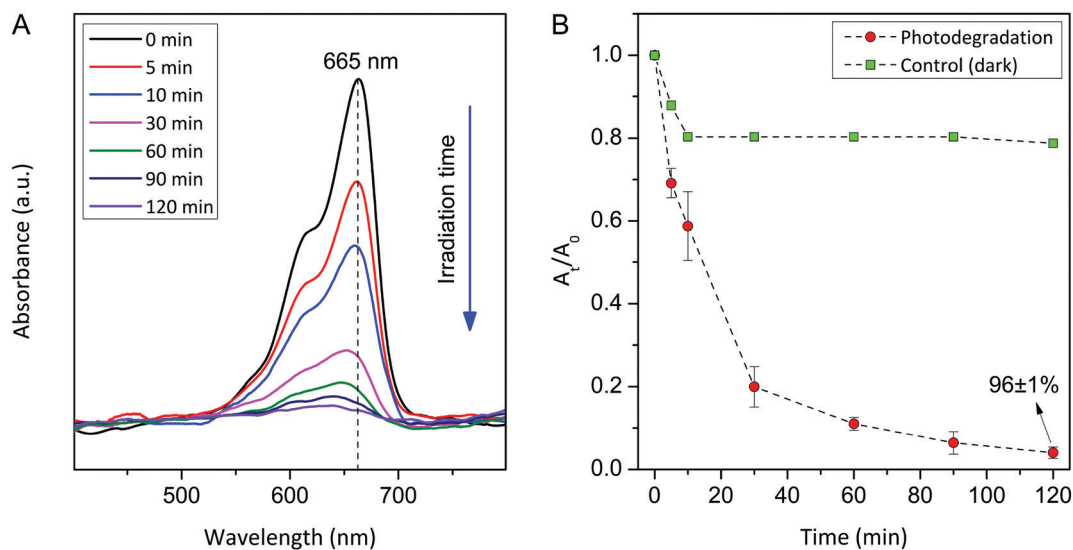 A
0 min
5 min
10 min
30 min
60 min
90 min
120 min
665 nm
Irradiation time
Absorbance (a.u.)
500
600
700
Wavelength (nm)
B
Photodegradation
Control (dark)
1.0
0.8
0.6
0.4
0.2
0.0
At/A0
96±1%
0
20
40
60
80
100
120
Time (min)